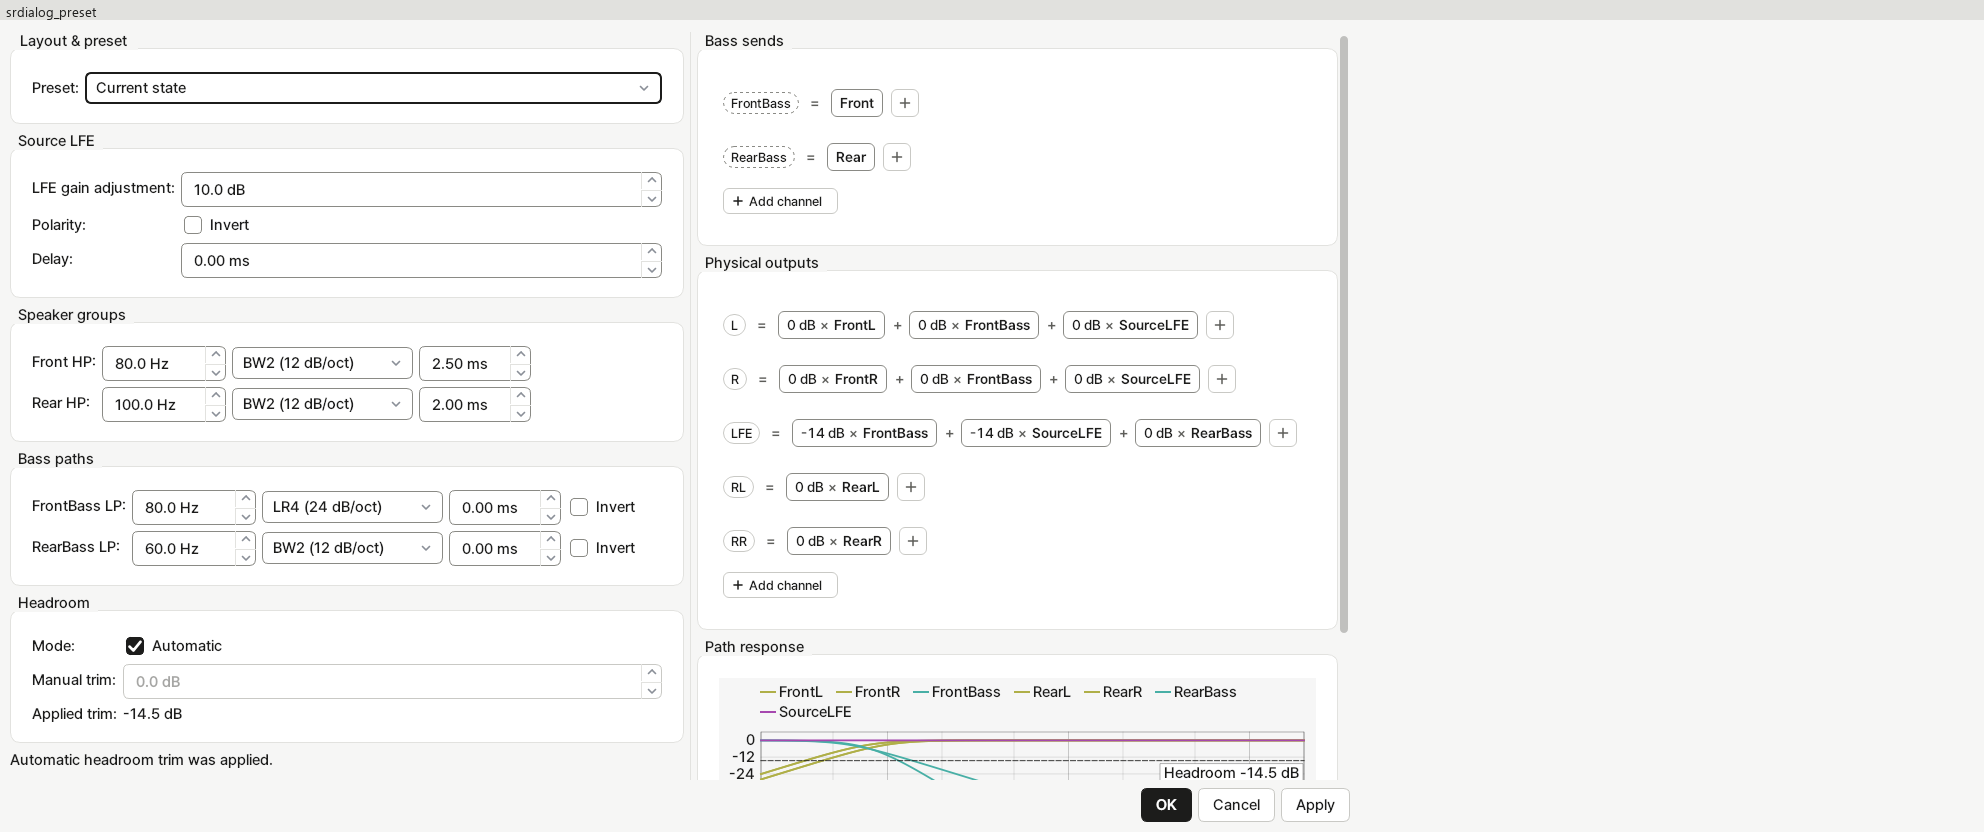 srdialog_preset
Layout & preset
Preset: Current state
Source LFE
LFE gain adjustment: 10.0 dB
Polarity: Invert
Delay: 0.00 ms
Speaker groups
Front HP: 80.0 Hz BW2 (12 dB/oct) 2.50 ms
Rear HP: 100.0 Hz BW2 (12 dB/oct) 2.00 ms
Bass paths
FrontBass LP: 80.0 Hz LR4 (24 dB/oct) 0.00 ms Invert
RearBass LP: 60.0 Hz BW2 (12 dB/oct) 0.00 ms Invert
Headroom
Mode: Automatic
Manual trim: 0.0 dB
Applied trim: -14.5 dB
Automatic headroom trim was applied.
Bass sends
FrontBass = Front +
RearBass = Rear +
+ Add channel
Physical outputs
L = 0 dB × FrontL + 0 dB × FrontBass + 0 dB × SourceLFE +
R = 0 dB × FrontR + 0 dB × FrontBass + 0 dB × SourceLFE +
LFE = -14 dB × FrontBass + -14 dB × SourceLFE + 0 dB × RearBass +
RL = 0 dB × RearL +
RR = 0 dB × RearR +
+ Add channel
Path response
FrontL FrontR FrontBass RearL RearR RearBass
SourceLFE
0
-12
-24
Headroom -14.5 dB
OK Cancel Apply